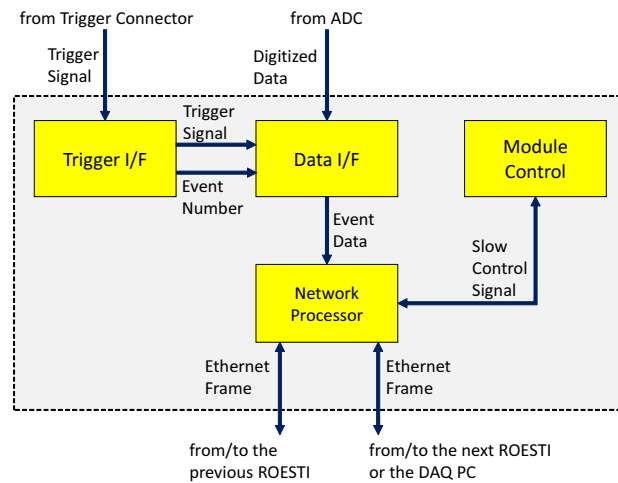 from Trigger Connector
from ADC
Trigger
Signal
Digitized
Data
Trigger
Signal
Trigger I/F
Data I/F
Module
Control
Event
Number
Event
Data
Slow
Control
Signal
Network
Processor
Ethernet
Frame
Ethernet
Frame
from/to the
previous ROESTI
from/to the next ROESTI
or the DAQ PC